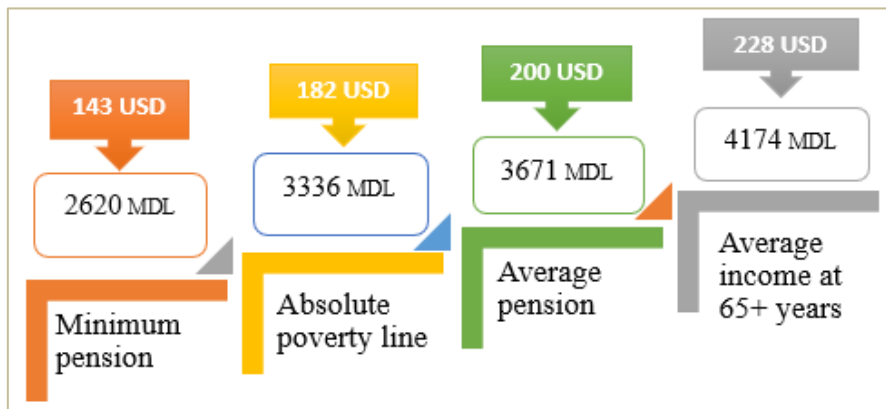 143 USD
2620 MDL
Minimum
pension
182 USD
3336 MDL
Absolute
poverty line
200 USD
3671 MDL
Average
pension
228 USD
4174 MDL
Average
income at
65+ years